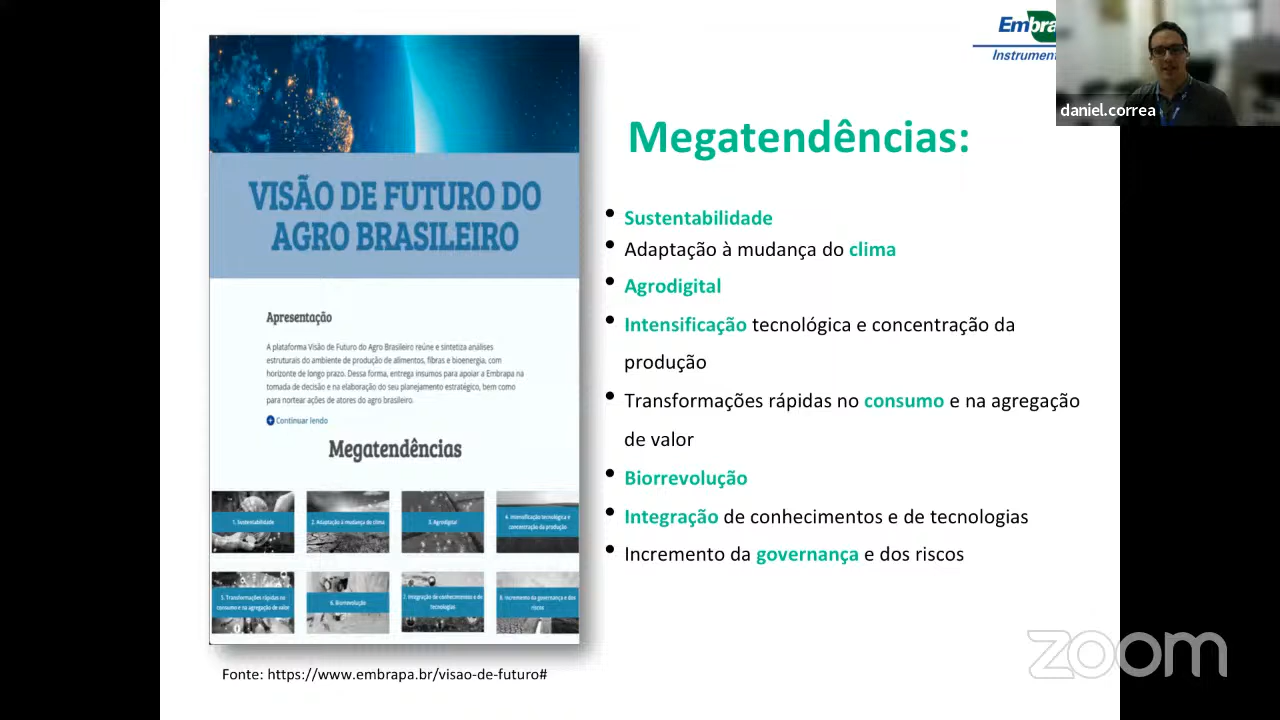 Embra
Instrumen
daniel.correa
VISÃO DE FUTURO DO
AGRO BRASILEIRO
Apresentação
A plataforma Visão de Futuro do Agro Brasileiro reúne e sintetiza análises
estruturais do ambiente de produção de alimentos, fibras e bioenergia, com
horizonte de longo prazo. Dessa forma, entrega insumos para apoiar a Embrapa na
tomada de decisão e na elaboração do seu planejamento estratégico, bem como
para nortear ações de atores do agro brasileiro.
Continuar lendo
Megatendências
1. Sustentabilidade
2. Adaptação à mudança do clima
3. Agrodigital
4. Intensificação tecnológica e
concentração da produção
5. Transformações rápidas no
consumo e na agregação de valor
6. Biorrevolução
7. Integração de conhecimentos e de
tecnologias
8. Incremento da governança e dos
riscos
Fonte: https://www.embrapa.br/visao-de-futuro#
Megatendências:
• Sustentabilidade
• Adaptação à mudança do clima
• Agrodigital
• Intensificação tecnológica e concentração da
produção
• Transformações rápidas no consumo e na agregação
de valor
• Biorrevolução
• Integração de conhecimentos e de tecnologias
• Incremento da governança e dos riscos
zoom